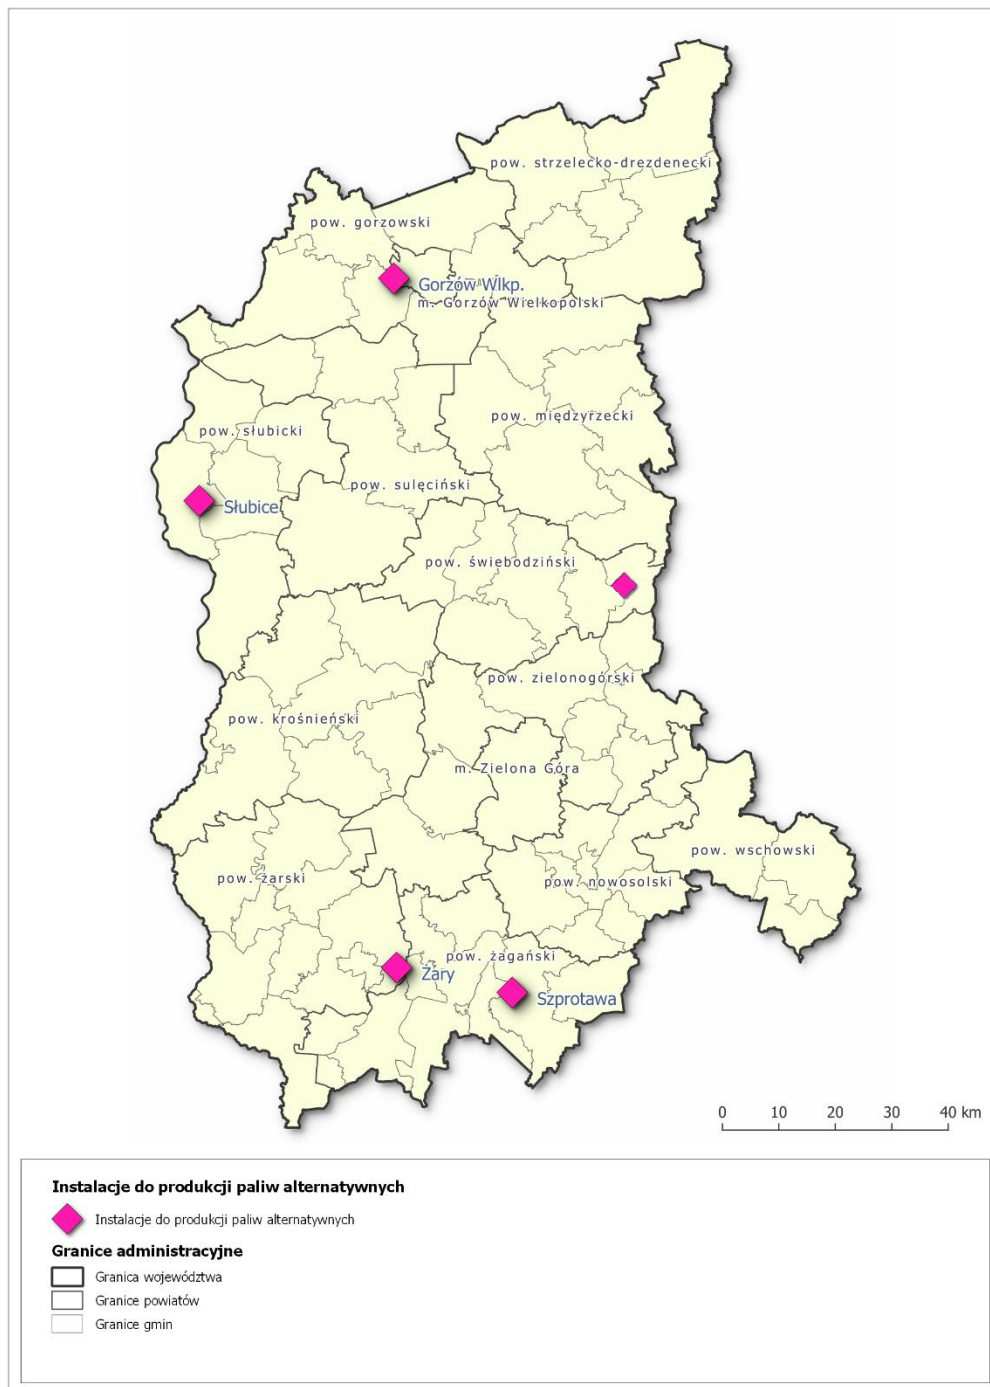 pow. strzelecko-drezdenecki
pow. gorzowski
Gorzów Wlkp.
m. Gorzów Wielkopolski
pow. międzyrzecki
pow. słubicki
pow. sulęciński
Słubice
pow. świebodziński
pow. zielonogórski
pow. krośnieński
m. Zielona Góra
pow. wschowski
pow. żarski
pow. nowosolski
pow. żagański
Żary
Szprotawa
0 10 20 30 40 km
Instalacje do produkcji paliw alternatywnych
Instalacje do produkcji paliw alternatywnych
Granice administracyjne
Granica województwa
Granice powiatów
Granice gmin